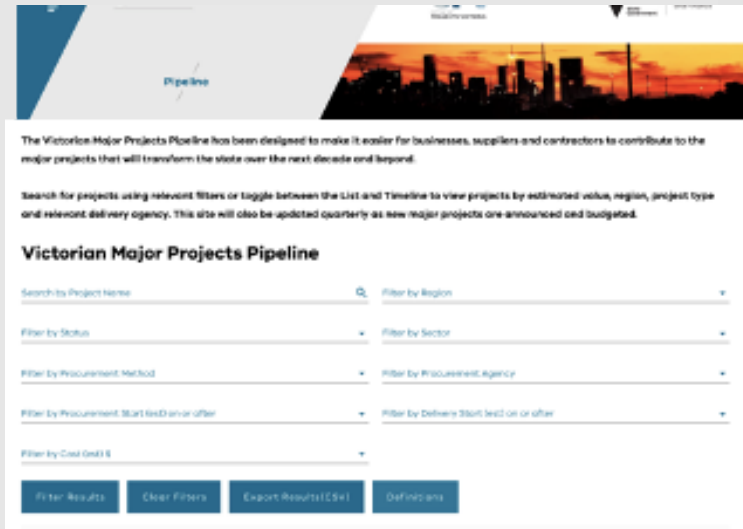 Pipeline
The Victorian Major Projects Pipeline has been designed to make it easier for businesses, suppliers and contractors to contribute to the
major projects that will transform the state over the next decade and beyond.
Search for projects using relevant filters or toggle between the List and Timeline to view projects by estimated value, region, project type
and relevant delivery agency. This site will also be updated quarterly as new major projects are announced and budgeted.
Victorian Major Projects Pipeline
Search by Project Name
Filter by Region
Filter by Status
Filter by Sector
Filter by Procurement Method
Filter by Procurement Agency
Filter by Procurement Start (est) on or after
Filter by Delivery Start (est) on or after
Filter by Cost (est) $
Filter Results
Clear Filters
Export Results(CSV)
Definitions